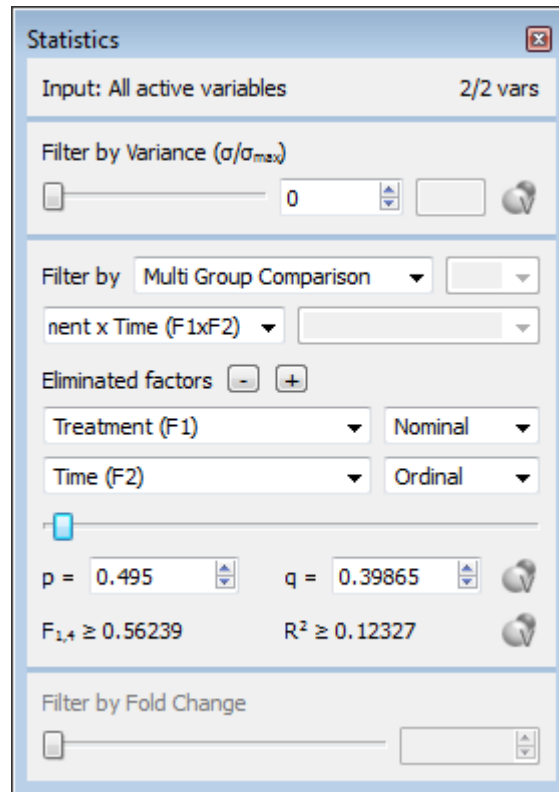 Statistics
Input: All active variables 2/2 vars
Filter by Variance (σ/σmax)
0
Filter by Multi Group Comparison
nent x Time (F1xF2)
Eliminated factors - +
Treatment (F1) Nominal
Time (F2) Ordinal
p = 0.495 q = 0.39865
F1,4 ≥ 0.56239 R² ≥ 0.12327
Filter by Fold Change